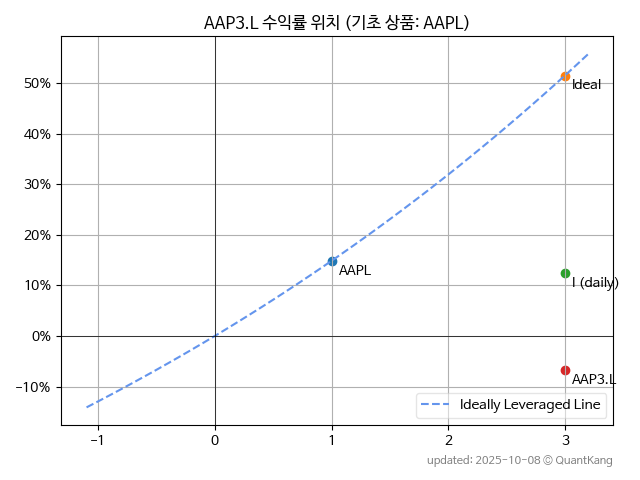 AAP3.L 수익률 위치 (기초 상품: AAPL)
50%
40%
30%
20%
10%
0%
−10%
Ideal
AAPL
I (daily)
AAP3.L
Ideally Leveraged Line
−1 0 1 2 3
updated: 2025-10-08 © QuantKang